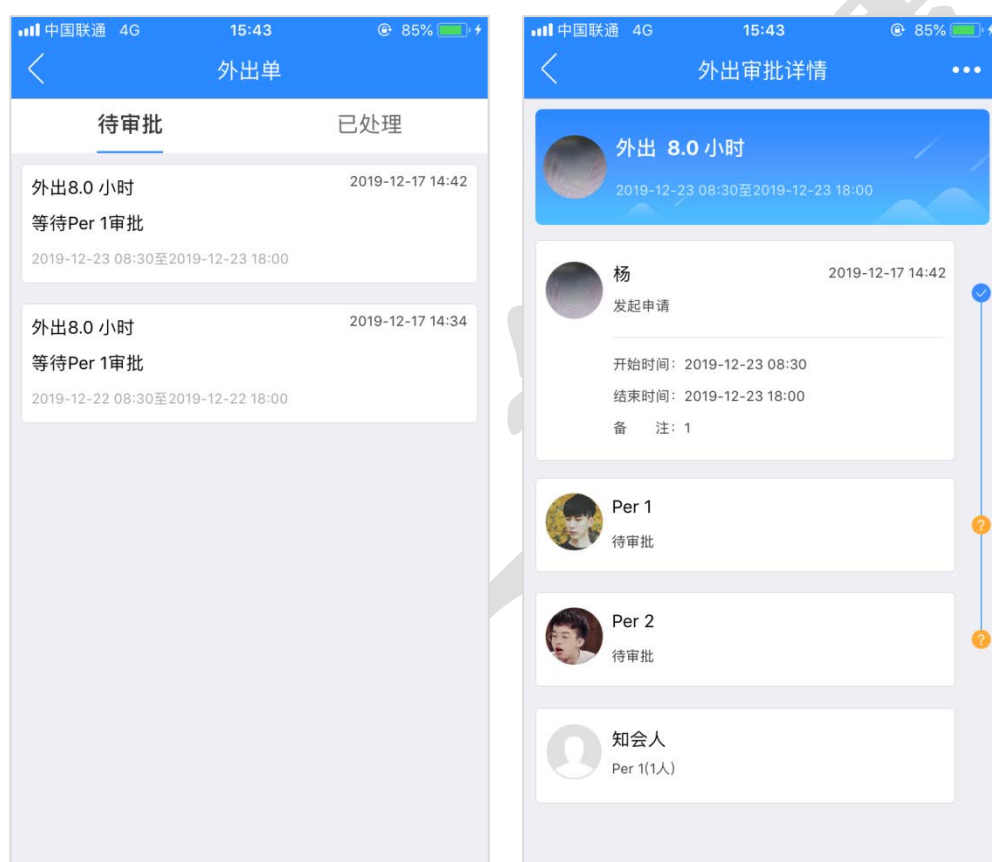 中国联通 4G 15:43 85%
外出单
待审批 已处理
外出8.0 小时 2019-12-17 14:42
等待Per 1审批
2019-12-23 08:30至2019-12-23 18:00
外出8.0 小时 2019-12-17 14:34
等待Per 1审批
2019-12-22 08:30至2019-12-22 18:00
中国联通 4G 15:43 85%
外出审批详情
外出 8.0 小时
2019-12-23 08:30至2019-12-23 18:00
杨 2019-12-17 14:42
发起申请
开始时间：2019-12-23 08:30
结束时间：2019-12-23 18:00
备 注：1
Per 1
待审批
Per 2
待审批
知会人
Per 1(1人)